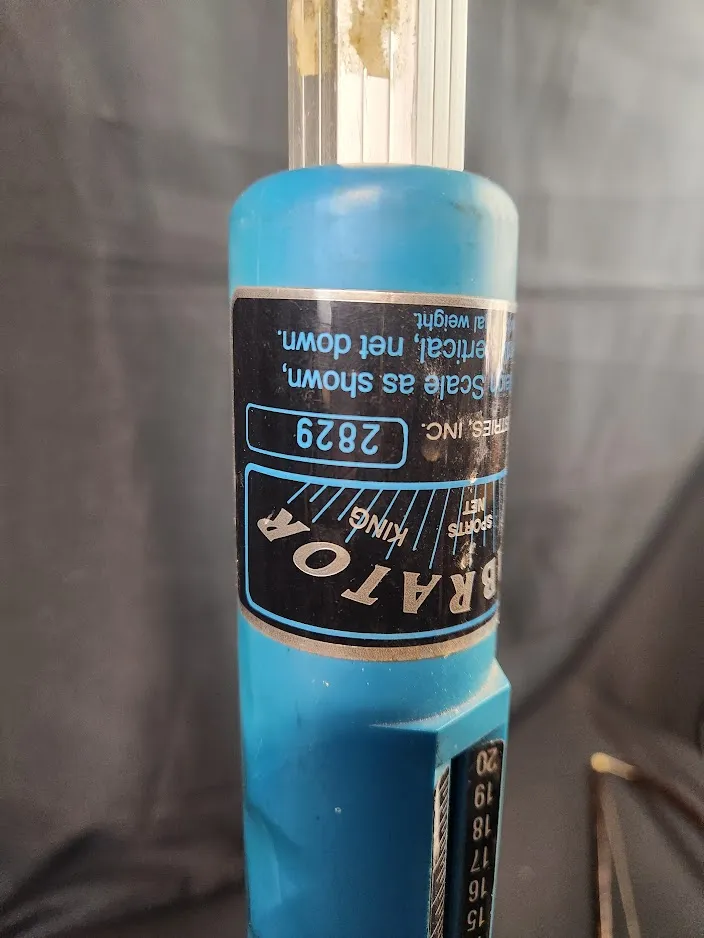 15
16
17
18
19
20
BRATOR
SPORTS
NET
KING
STRIES, INC. 2829
each Scale as shown,
ertical, net down.
al weight.